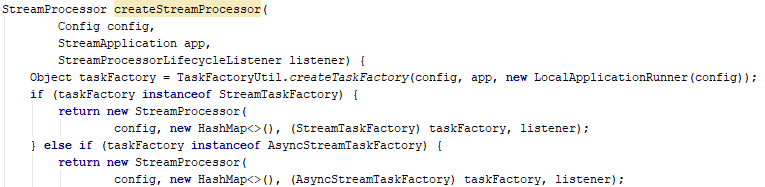 StreamProcessor createStreamProcessor(
Config config,
StreamApplication app,
StreamProcessorLifecycleListener listener) {
Object taskFactory = TaskFactoryUtil.createTaskFactory(config, app, new LocalApplicationRunner(config));
if (taskFactory instanceof StreamTaskFactory) {
return new StreamProcessor(
config, new HashMap<>(), (StreamTaskFactory) taskFactory, listener);
} else if (taskFactory instanceof AsyncStreamTaskFactory) {
return new StreamProcessor(
config, new HashMap<>(), (AsyncStreamTaskFactory) taskFactory, listener);